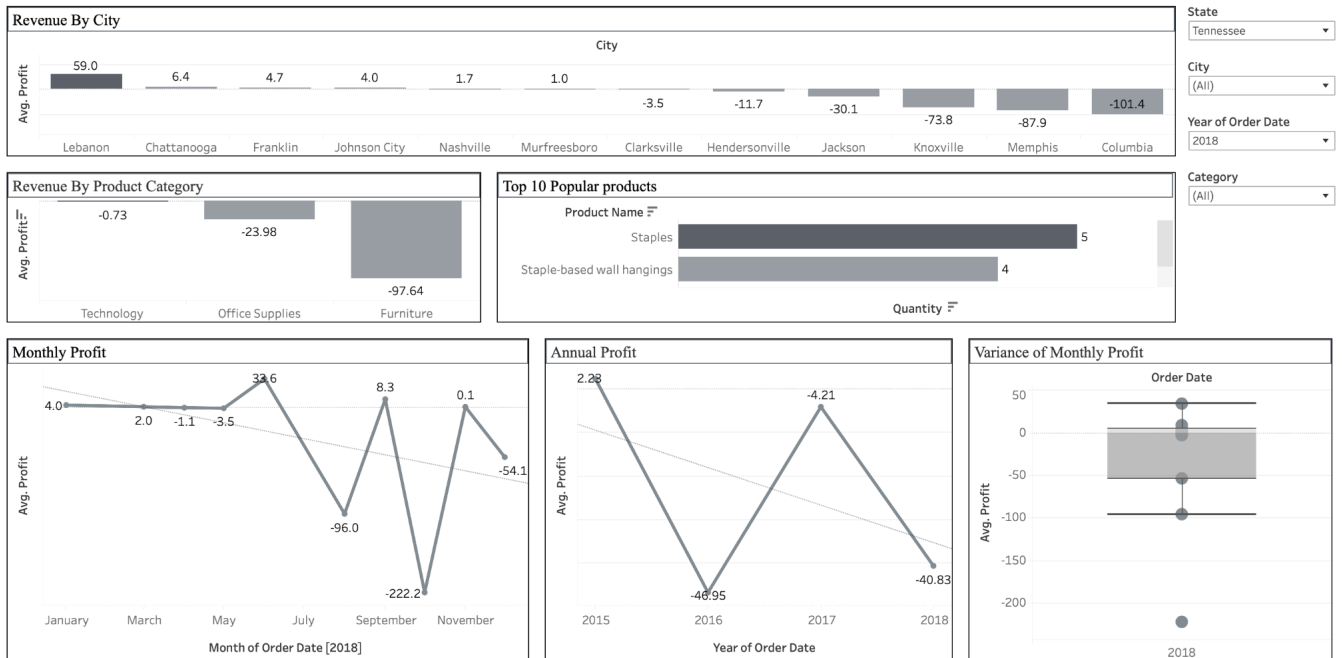 Revenue By City
City
Avg. Profit
59.0
6.4
4.7
4.0
1.7
1.0
-3.5
-11.7
-30.1
-73.8
-87.9
-101.4
Lebanon
Chattanooga
Franklin
Johnson City
Nashville
Murfreesboro
Clarksville
Hendersonville
Jackson
Knoxville
Memphis
Columbia
State
Tennessee
City
(All)
Year of Order Date
2018
Category
(All)
Revenue By Product Category
Avg. Profit
-0.73
-23.98
-97.64
Technology
Office Supplies
Furniture
Top 10 Popular products
Product Name
Staples
5
Staple-based wall hangings
4
Quantity
Monthly Profit
Avg. Profit
4.0
2.0
-1.1
-3.5
33.6
-96.0
8.3
-222.2
0.1
-54.1
January
March
May
July
September
November
Month of Order Date [2018]
Annual Profit
Avg. Profit
2.23
-46.95
-4.21
-40.83
2015
2016
2017
2018
Year of Order Date
Variance of Monthly Profit
Order Date
Avg. Profit
50
0
-50
-100
-150
-200
2018